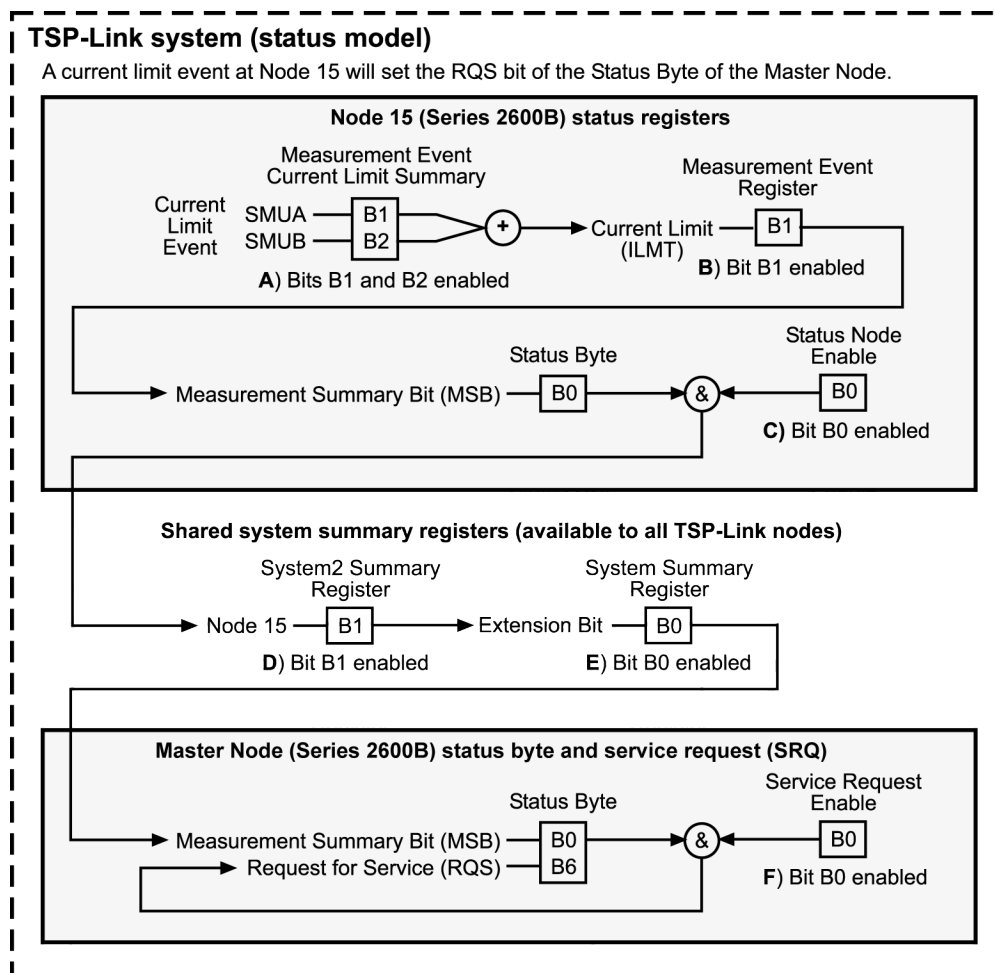 TSP-Link system (status model)
A current limit event at Node 15 will set the RQS bit of the Status Byte of the Master Node.
Node 15 (Series 2600B) status registers
Measurement Event
Current Limit Summary
Current
Limit
Event
SMUA
SMUB
B1
B2
+
A) Bits B1 and B2 enabled
Current Limit
(ILMT)
Measurement Event
Register
B1
B) Bit B1 enabled
Measurement Summary Bit (MSB)
Status Byte
B0
&
Status Node
Enable
B0
C) Bit B0 enabled
Shared system summary registers (available to all TSP-Link nodes)
System2 Summary
Register
Node 15
B1
D) Bit B1 enabled
System Summary
Register
Extension Bit
B0
E) Bit B0 enabled
Master Node (Series 2600B) status byte and service request (SRQ)
Status Byte
Measurement Summary Bit (MSB)
Request for Service (RQS)
B0
B6
&
Service Request
Enable
B0
F) Bit B0 enabled